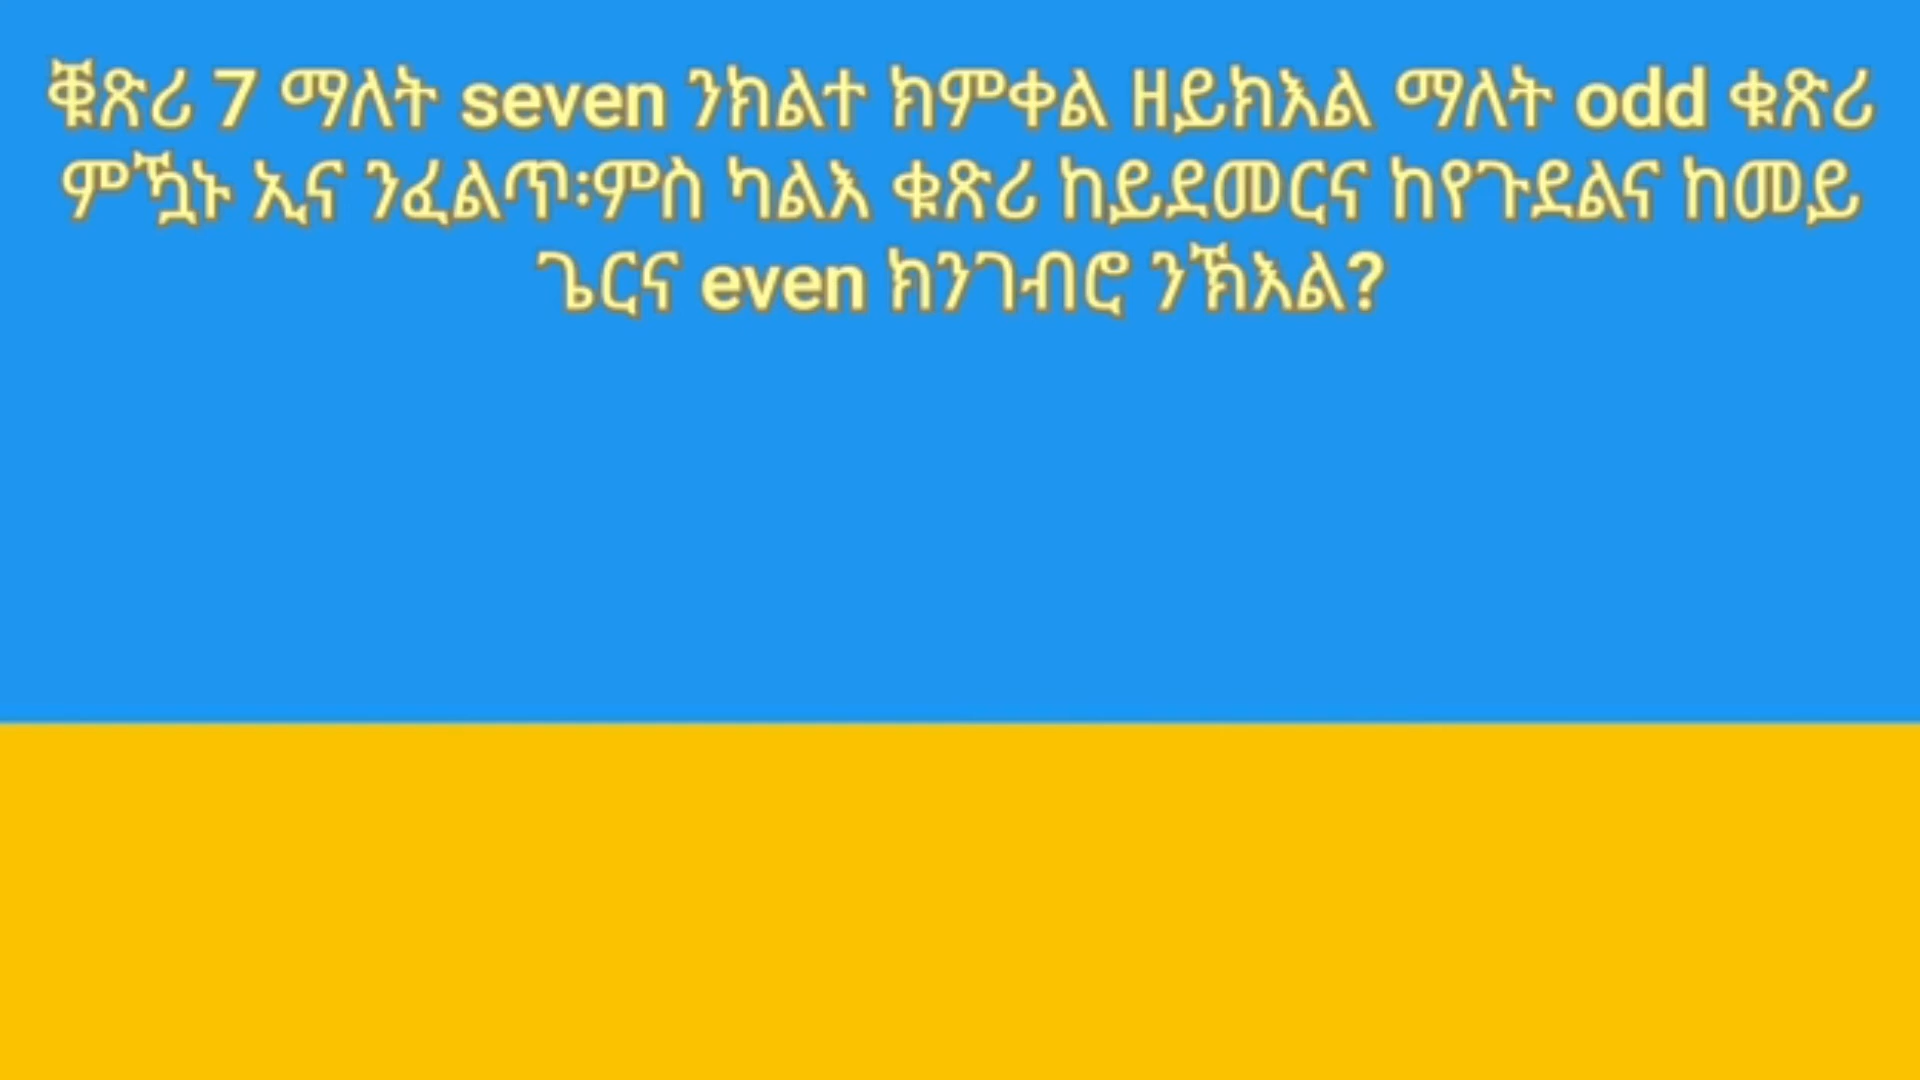 ቑጽሪ 7 ማለት seven ንክልተ ክምቀል ዘይክእል ማለት odd ቁጽሪ
ምዃኑ ኢና ንፈልጥ፡ምስ ካልእ ቁጽሪ ከይደመርና ከየጉደልና ከመይ
ጌርና even ክንገብሮ ንኽእል?